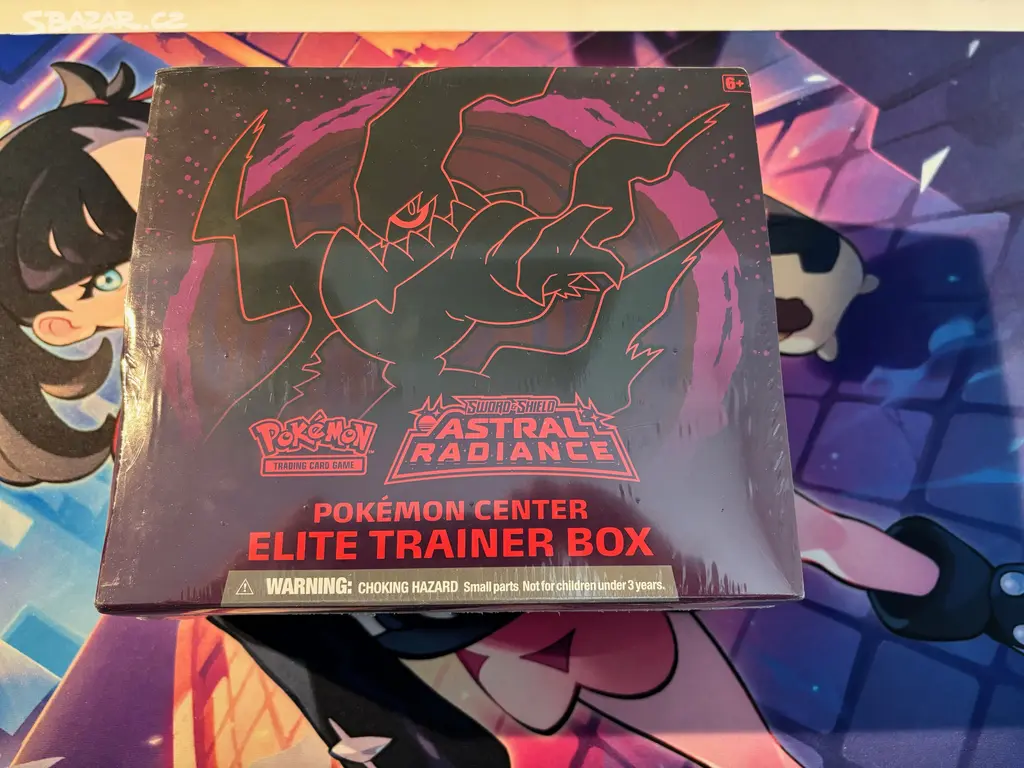 SBAZAR.CZ
6+
POKéMON
TRADING CARD GAME
SWORD & SHIELD
ASTRAL
RADIANCE
POKÉMON CENTER
ELITE TRAINER BOX
WARNING: CHOKING HAZARD Small parts. Not for children under 3 years.